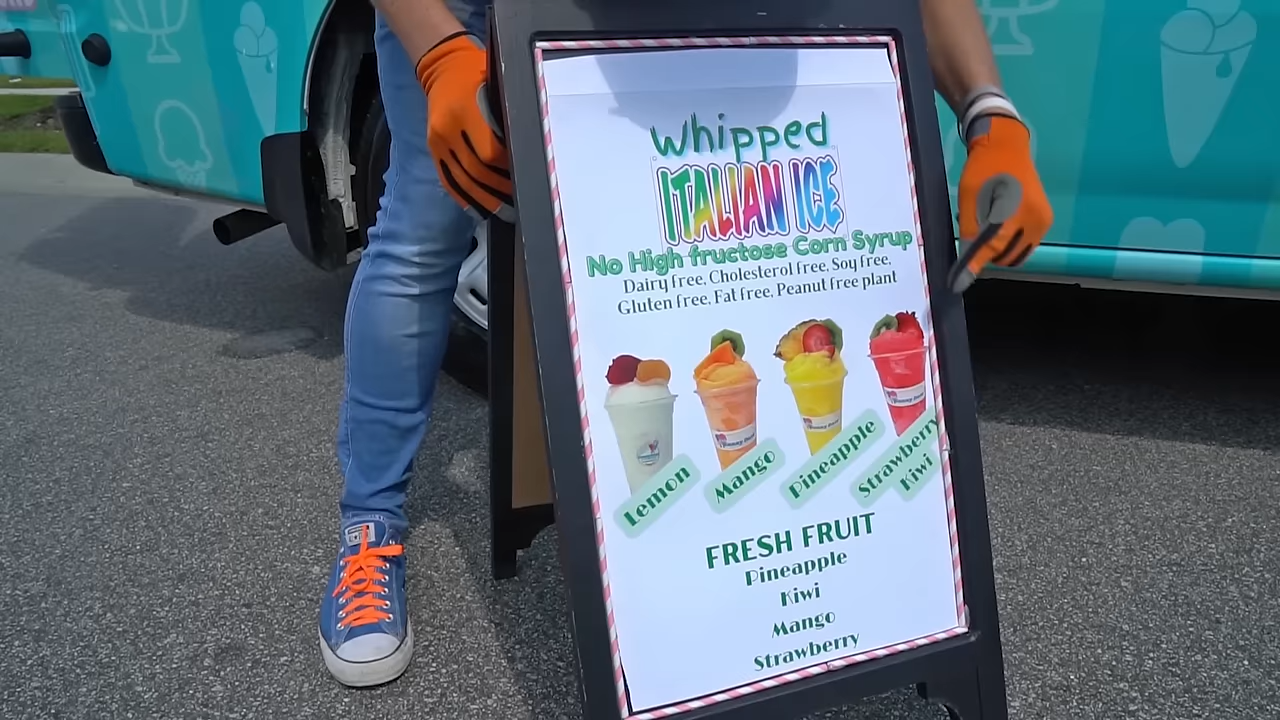 Whipped
ITALIAN ICE
No High fructose Corn Syrup
Dairy free, Cholesterol free, Soy free,
Gluten free, Fat free, Peanut free plant
Lemon
Mango
Pineapple
Strawberry
Kiwi
FRESH FRUIT
Pineapple
Kiwi
Mango
Strawberry